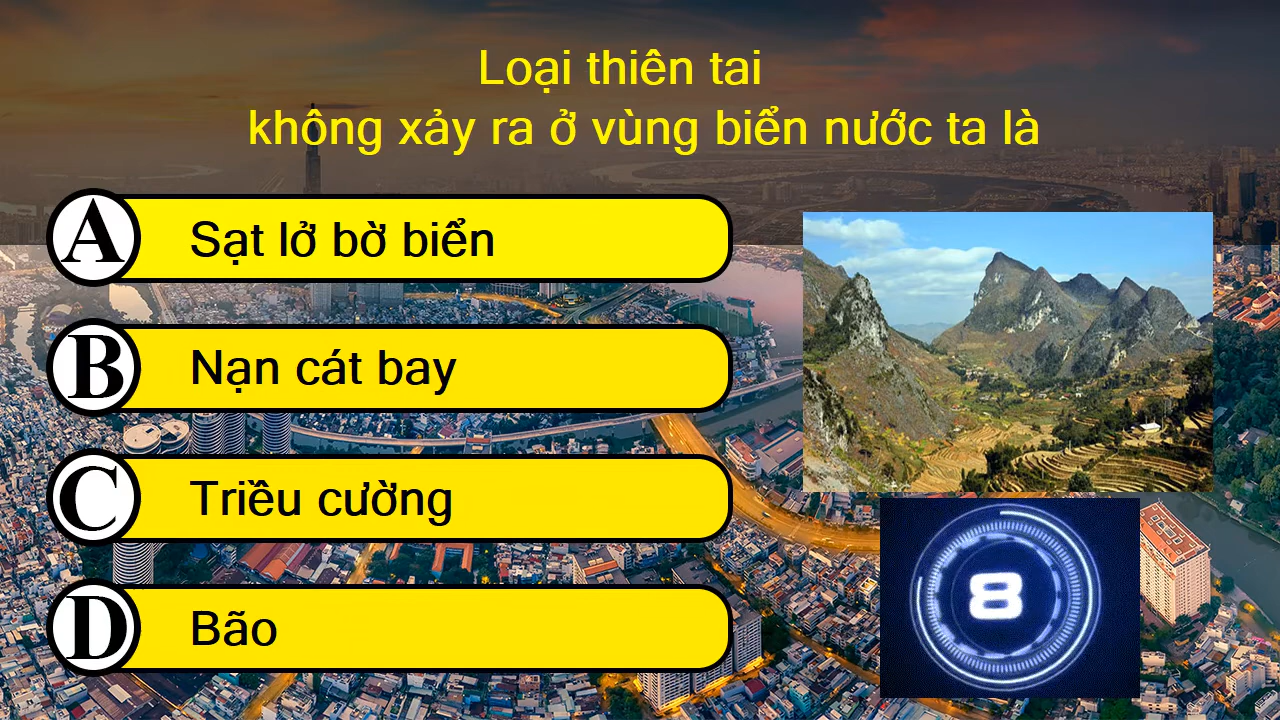 Loại thiên tai
không xảy ra ở vùng biển nước ta là
A Sạt lở bờ biển
B Nạn cát bay
C Triều cường
D Bão
8